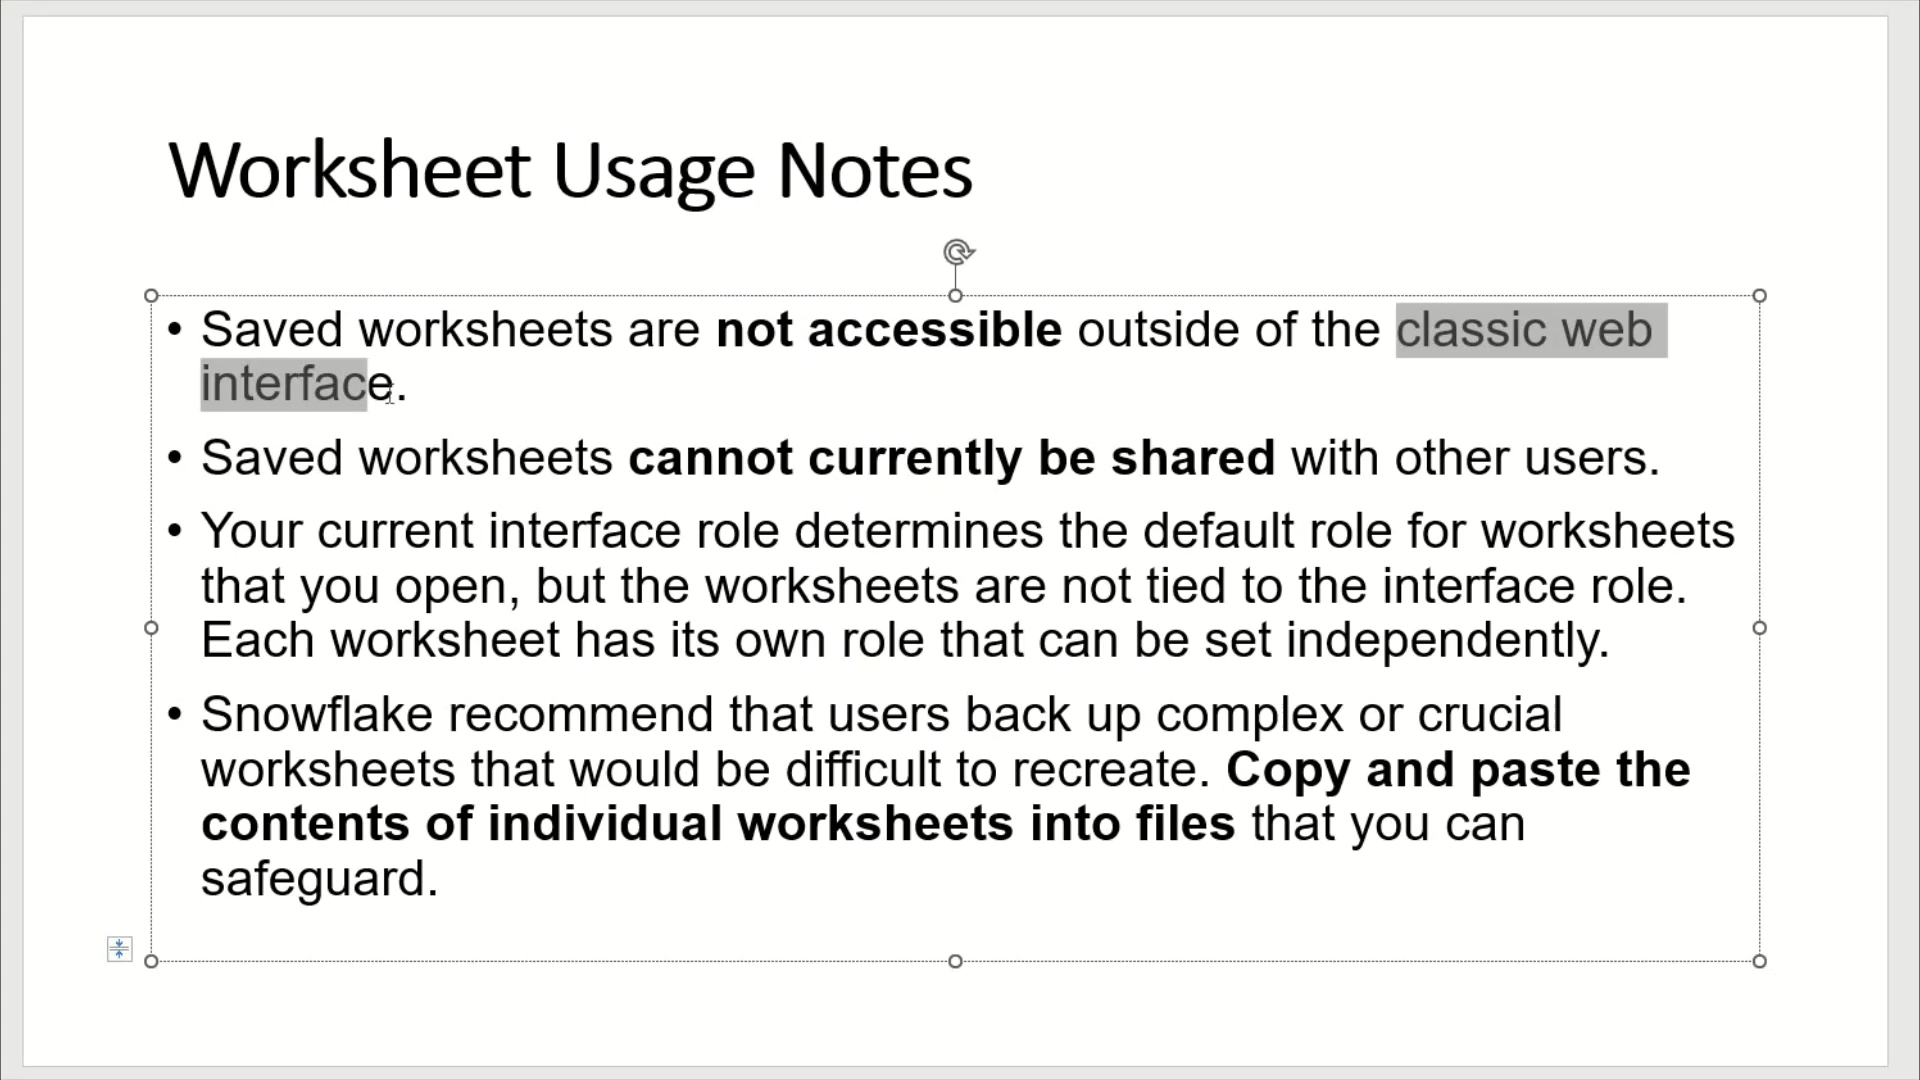 Worksheet Usage Notes
• Saved worksheets are not accessible outside of the classic web
interface.
• Saved worksheets cannot currently be shared with other users.
• Your current interface role determines the default role for worksheets
that you open, but the worksheets are not tied to the interface role.
Each worksheet has its own role that can be set independently.
• Snowflake recommend that users back up complex or crucial
worksheets that would be difficult to recreate. Copy and paste the
contents of individual worksheets into files that you can
safeguard.